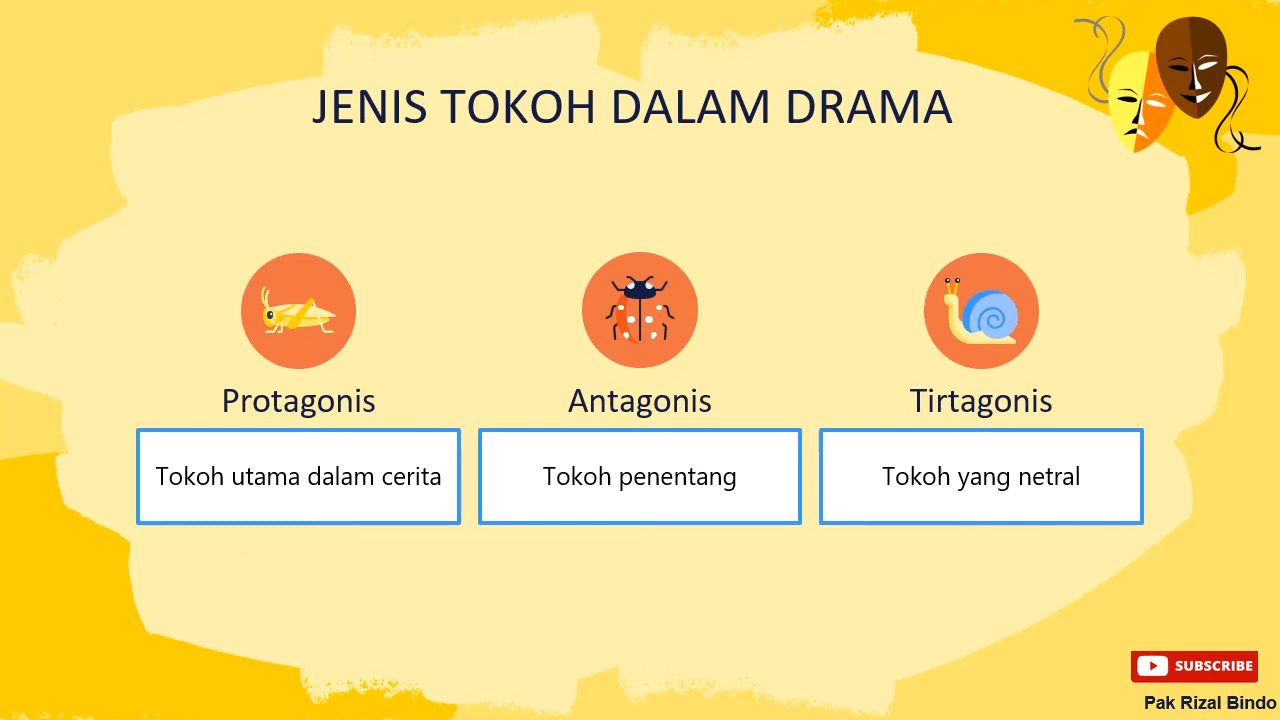 JENIS TOKOH DALAM DRAMA
Protagonis
Tokoh utama dalam cerita
Antagonis
Tokoh penentang
Tirtagonis
Tokoh yang netral
SUBSCRIBE
Pak Rizal Bindo